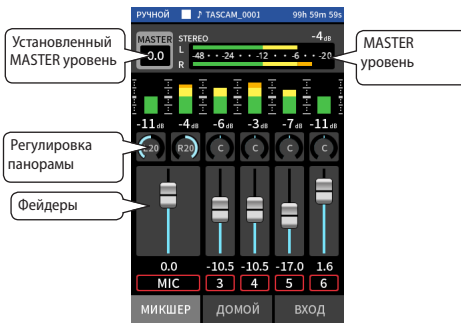 РУЧНОЙ ♪ TASCAM_0001 99h 59m 59s
Установленный
MASTER уровень
MASTER
0.0
STEREO -4dB
L
-48 · · -24 · · · -12 · · -6 · · -20
R
MASTER
уровень
-11dB -4dB -6dB -3dB -7dB -11dB
Регулировка
панорамы
L20 R20 C C C C
Фейдеры
0.0 -10.5 -10.5 -17.0 1.6
MIC 3 4 5 6
МИКШЕР ДОМОЙ ВХОД